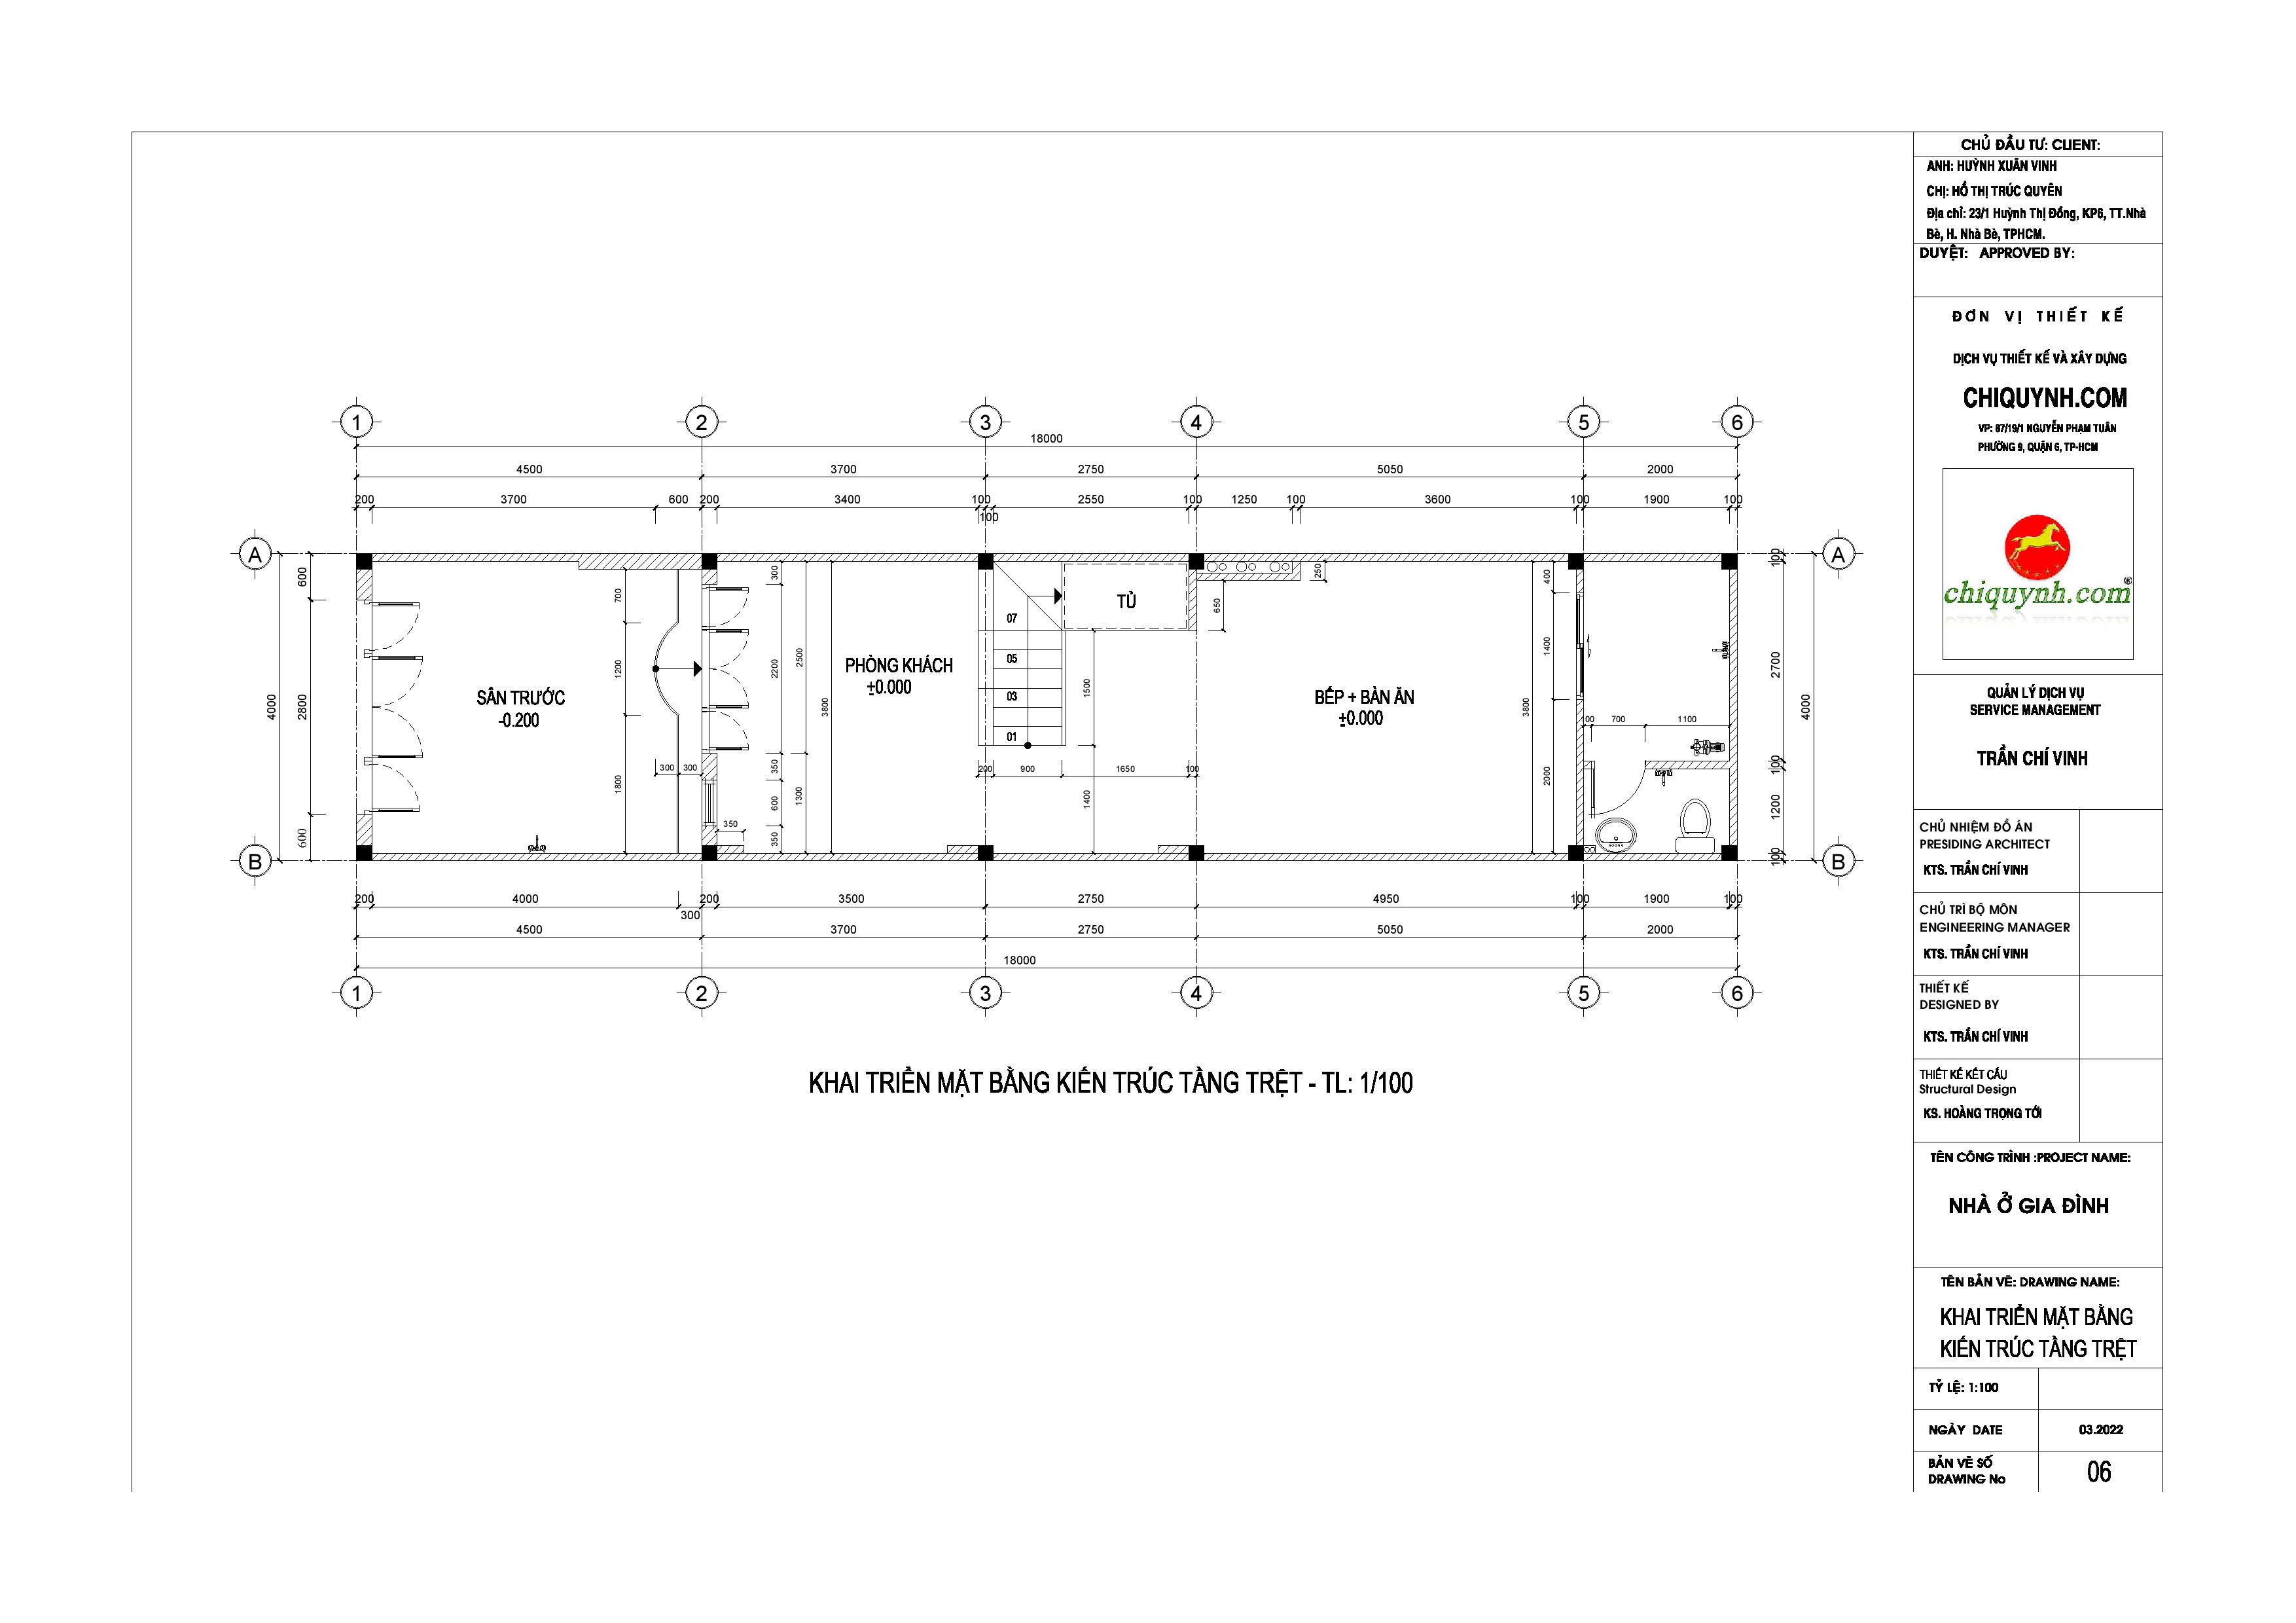 CHỦ ĐẦU TƯ: CLIENT:
ANH: HUỲNH XUÂN VINH
CHỊ: HỒ THỊ TRÚC QUYÊN
Địa chỉ: 23/1 Huỳnh Thị Đồng, KP6, TT.Nhà
Bè, H. Nhà Bè, TPHCM.
DUYỆT: APPROVED BY:
ĐƠN VỊ THIẾT KẾ
DỊCH VỤ THIẾT KẾ VÀ XÂY DỰNG
CHIQUYNH.COM
VP: 87/19/1 NGUYỄN PHẠM TUÂN
PHƯỜNG 9, QUẬN 6, TP-HCM
chiquynh.com®
QUẢN LÝ DỊCH VỤ
SERVICE MANAGEMENT
TRẦN CHÍ VINH
CHỦ NHIỆM ĐỒ ÁN
PRESIDING ARCHITECT
KTS. TRẦN CHÍ VINH
CHỦ TRÌ BỘ MÔN
ENGINEERING MANAGER
KTS. TRẦN CHÍ VINH
THIẾT KẾ
DESIGNED BY
KTS. TRẦN CHÍ VINH
THIẾT KẾ KẾT CẤU
Structural Design
KS. HOÀNG TRỌNG TỚI
TÊN CÔNG TRÌNH :PROJECT NAME:
NHÀ Ở GIA ĐÌNH
TÊN BẢN VẼ: DRAWING NAME:
KHAI TRIỂN MẶT BẰNG
KIẾN TRÚC TẦNG TRỆT
TỶ LỆ: 1:100
NGÀY DATE 03.2022
BẢN VẼ SỐ
DRAWING No 06
1 2 3 4 5 6
18000
4500 3700 2750 5050 2000
200 3700 600 200 3400 100 2550 100 1250 100 3600 100 1900 100
100
A A
600 2800 600
4000
700 1200 1800
300 300
SÂN TRƯỚC
-0.200
300 2200 350 600 350
2500 1300
3800
350
PHÒNG KHÁCH
±0.000
07
05
03
01
TỦ
200 900 1650 100
1500 1400
650
250
BẾP + BÀN ĂN
±0.000
3800
400 1400 2000
100 700 1100
100 2700 100 1200 100
4000
B B
200 4000 200 3500 2750 4950 100 1900 100
300
4500 3700 2750 5050 2000
18000
1 2 3 4 5 6
KHAI TRIỂN MẶT BẰNG KIẾN TRÚC TẦNG TRỆT - TL: 1/100